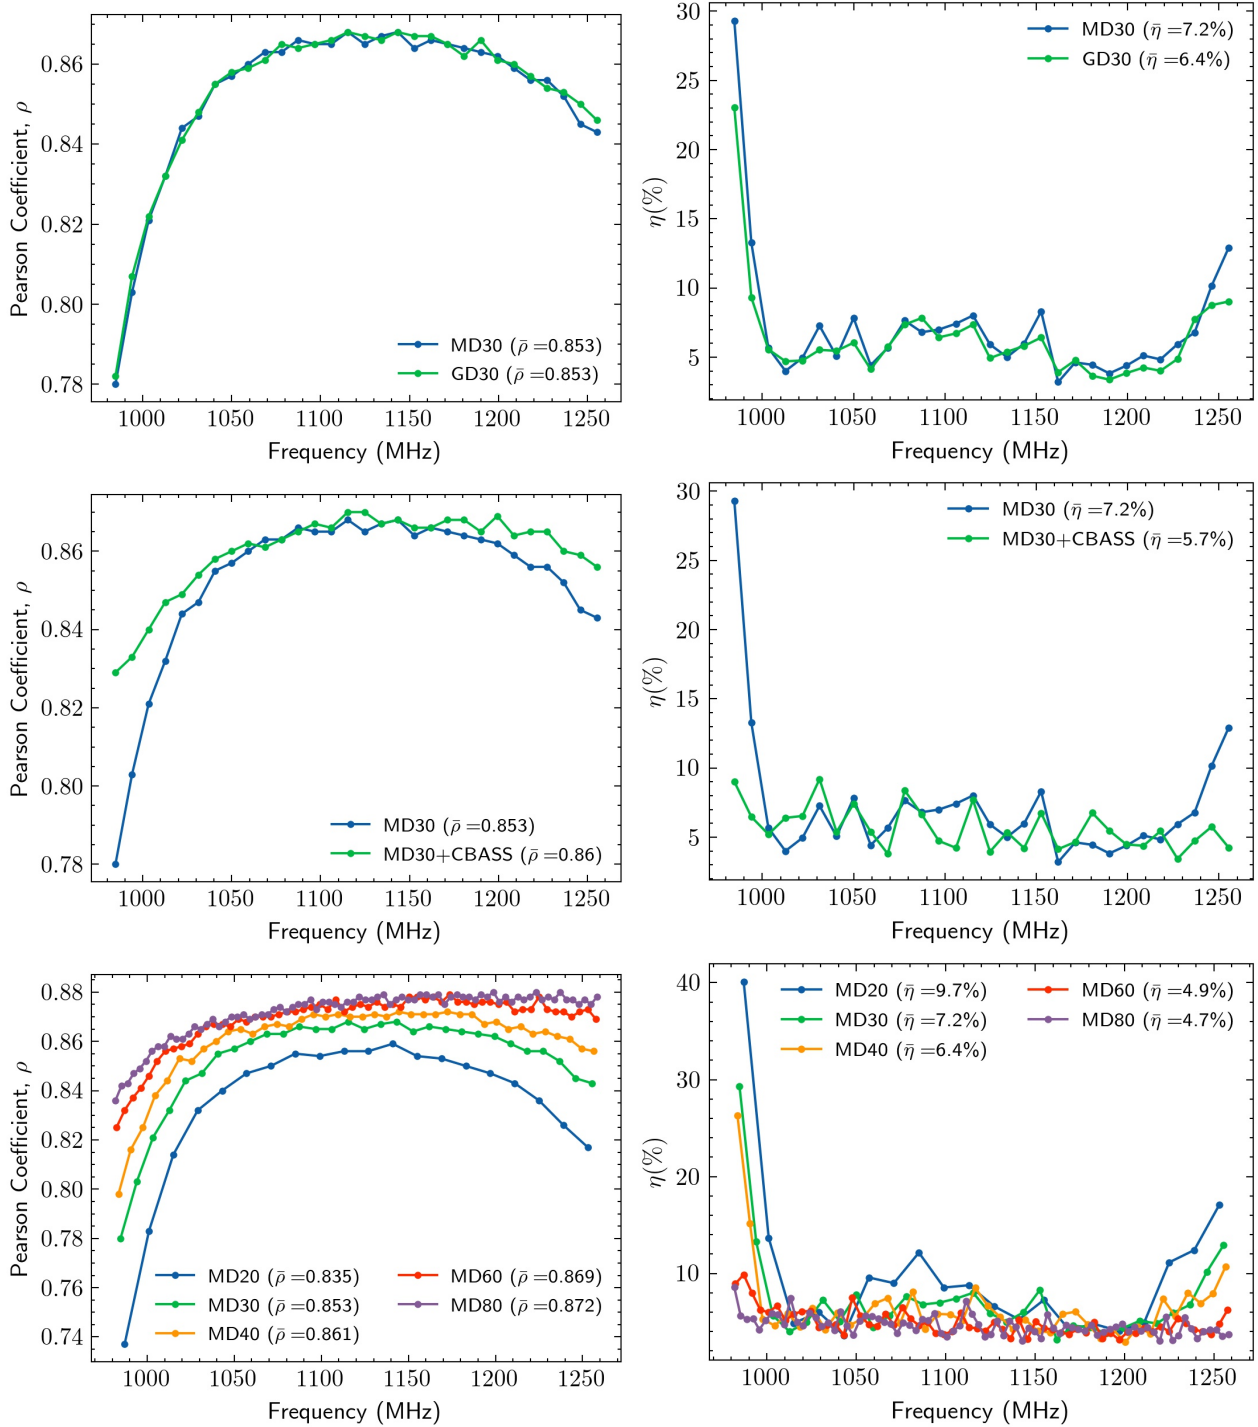 0.86
0.84
0.82
0.80
0.78
Pearson Coefficient, ρ
MD30 (ρ̄ =0.853)
GD30 (ρ̄ =0.853)
1000 1050 1100 1150 1200 1250
Frequency (MHz)
30
25
20
15
10
5
η(%)
MD30 (η̄ =7.2%)
GD30 (η̄ =6.4%)
1000 1050 1100 1150 1200 1250
Frequency (MHz)
0.86
0.84
0.82
0.80
0.78
Pearson Coefficient, ρ
MD30 (ρ̄ =0.853)
MD30+CBASS (ρ̄ =0.86)
1000 1050 1100 1150 1200 1250
Frequency (MHz)
30
25
20
15
10
5
η(%)
MD30 (η̄ =7.2%)
MD30+CBASS (η̄ =5.7%)
1000 1050 1100 1150 1200 1250
Frequency (MHz)
0.88
0.86
0.84
0.82
0.80
0.78
0.76
0.74
Pearson Coefficient, ρ
MD20 (ρ̄ =0.835)
MD30 (ρ̄ =0.853)
MD40 (ρ̄ =0.861)
MD60 (ρ̄ =0.869)
MD80 (ρ̄ =0.872)
1000 1050 1100 1150 1200 1250
Frequency (MHz)
40
30
20
10
η(%)
MD20 (η̄ =9.7%)
MD30 (η̄ =7.2%)
MD40 (η̄ =6.4%)
MD60 (η̄ =4.9%)
MD80 (η̄ =4.7%)
1000 1050 1100 1150 1200 1250
Frequency (MHz)